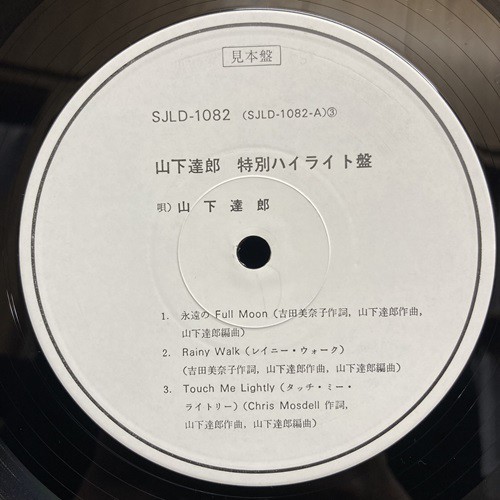 見本盤
SJLD-1082 (SJLD-1082-A)③
山下達郎 特別ハイライト盤
唄) 山下達郎
1. 永遠の Full Moon (吉田美奈子作詞, 山下達郎作曲,
山下達郎編曲)
2. Rainy Walk (レイニー・ウォーク)
(吉田美奈子作詞, 山下達郎作曲, 山下達郎編曲)
3. Touch Me Lightly (タッチ・ミー・
ライトリー) (Chris Mosdell 作詞,
山下達郎作曲, 山下達郎編曲)